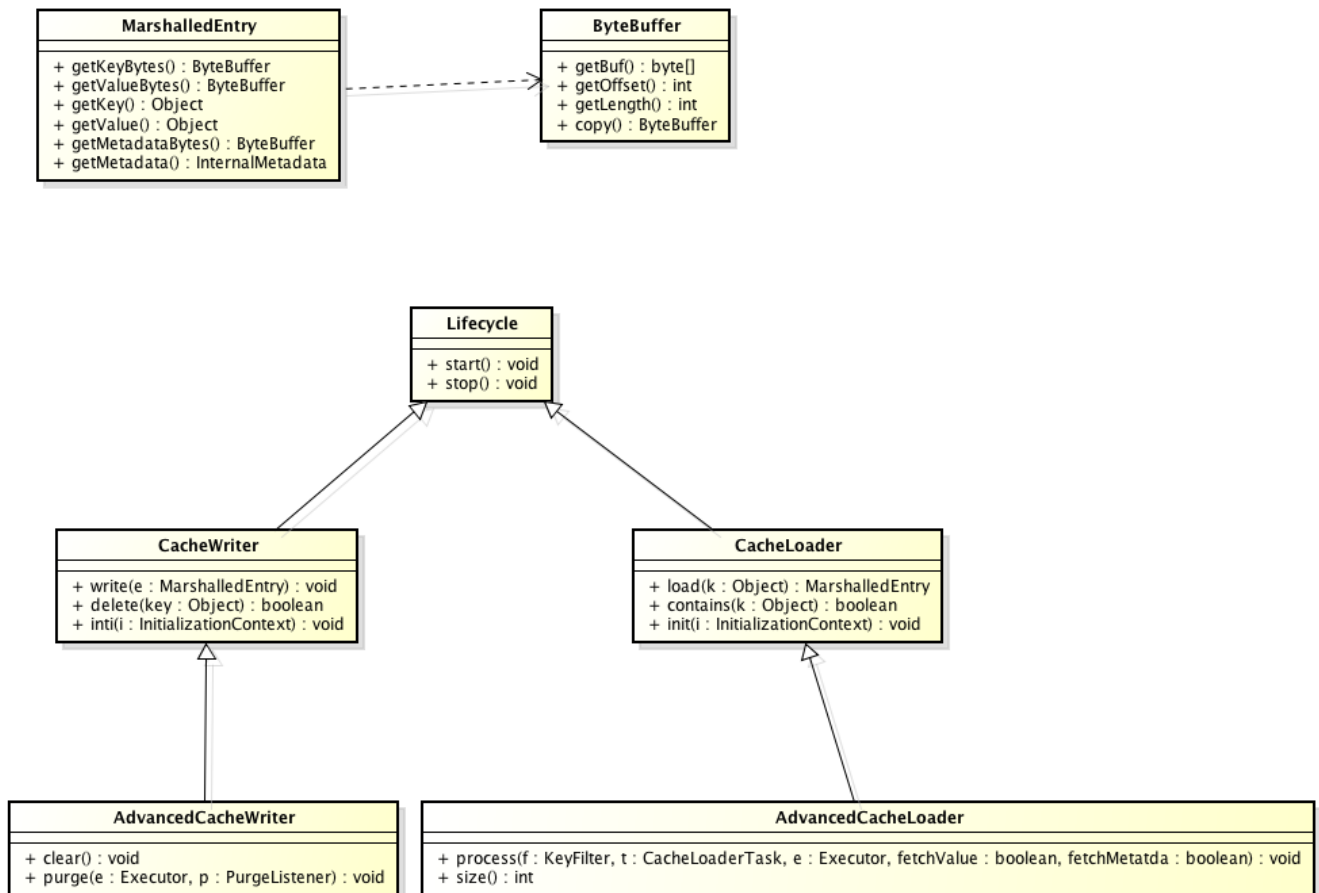 MarshalledEntry
+ getKeyBytes() : ByteBuffer
+ getValueBytes() : ByteBuffer
+ getKey() : Object
+ getValue() : Object
+ getMetadataBytes() : ByteBuffer
+ getMetadata() : InternalMetadata
ByteBuffer
+ getBuf() : byte[]
+ getOffset() : int
+ getLength() : int
+ copy() : ByteBuffer
Lifecycle
+ start() : void
+ stop() : void
CacheWriter
+ write(e : MarshalledEntry) : void
+ delete(key : Object) : boolean
+ inti(i : InitializationContext) : void
CacheLoader
+ load(k : Object) : MarshalledEntry
+ contains(k : Object) : boolean
+ init(i : InitializationContext) : void
AdvancedCacheWriter
+ clear() : void
+ purge(e : Executor, p : PurgeListener) : void
AdvancedCacheLoader
+ process(f : KeyFilter, t : CacheLoaderTask, e : Executor, fetchValue : boolean, fetchMetatda : boolean) : void
+ size() : int